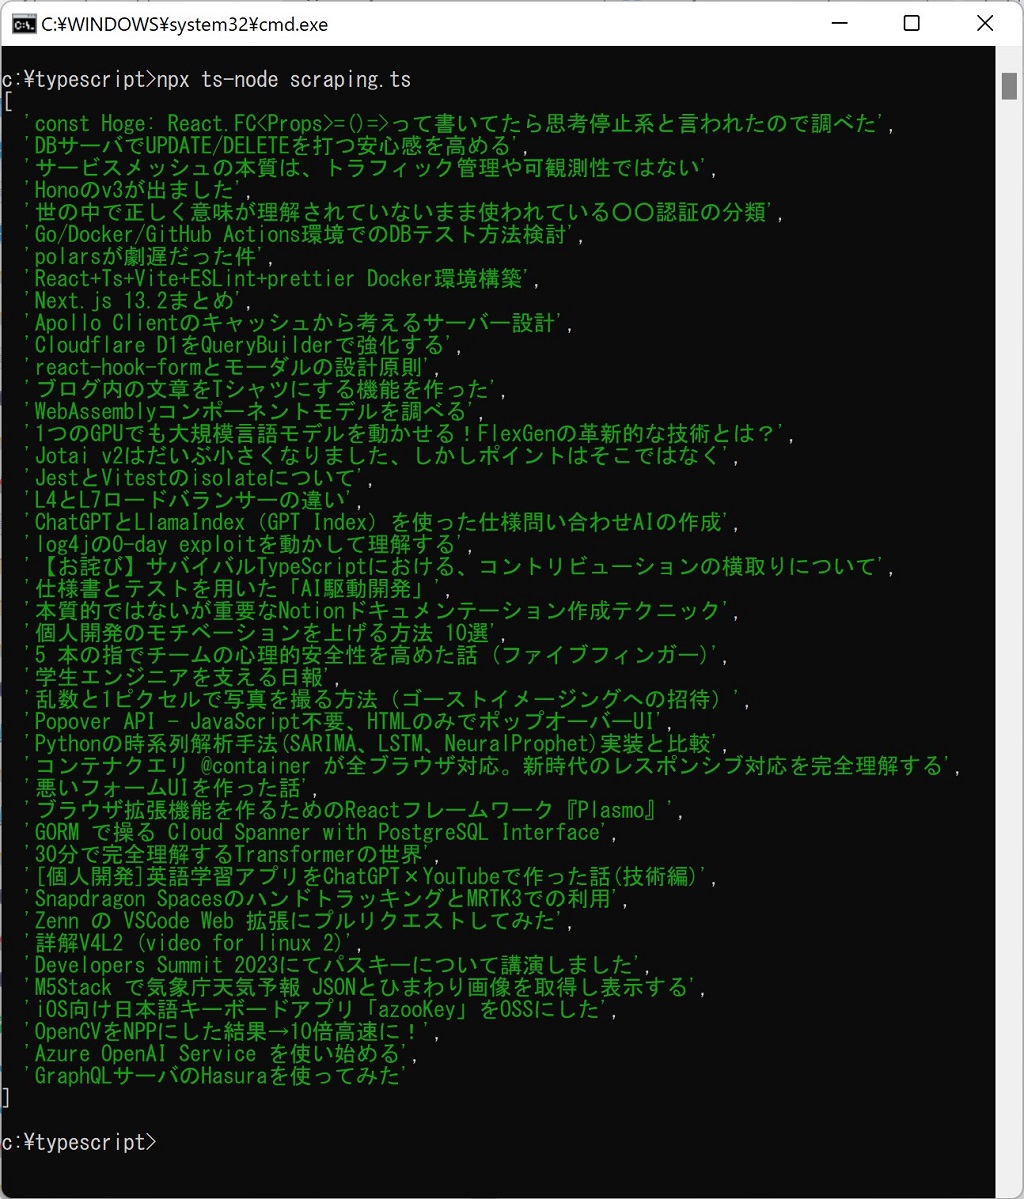 C:¥WINDOWS¥system32¥cmd.exe
c:¥typescript>npx ts-node scraping.ts
[
'const Hoge: React.FC<Props>=()=>って書いてたら思考停止系と言われたので調べた',
'DBサーバでUPDATE/DELETEを打つ安心感を高める',
'サービスメッシュの本質は、トラフィック管理や可観測性ではない',
'Honoのv3が出ました',
'世の中で正しく意味が理解されていないまま使われている〇〇認証の分類',
'Go/Docker/GitHub Actions環境でのDBテスト方法検討',
'polarsが劇遅だった件',
'React+Ts+Vite+ESLint+prettier Docker環境構築',
'Next.js 13.2まとめ',
'Apollo Clientのキャッシュから考えるサーバー設計',
'Cloudflare D1をQueryBuilderで強化する',
'react-hook-formとモーダルの設計原則',
'ブログ内の文章をTシャツにする機能を作った',
'WebAssemblyコンポーネントモデルを調べる',
'1つのGPUでも大規模言語モデルを動かせる！FlexGenの革新的な技術とは？',
'Jotai v2はだいぶ小さくなりました、しかしポイントはそこではなく',
'JestとVitestのisolateについて',
'L4とL7ロードバランサーの違い',
'ChatGPTとLlamaIndex（GPT Index）を使った仕様問い合わせAIの作成',
'log4jの0-day exploitを動かして理解する',
'【お詫び】サバイバルTypeScriptにおける、コントリビューションの横取りについて',
'仕様書とテストを用いた「AI駆動開発」',
'本質的ではないが重要なNotionドキュメンテーション作成テクニック',
'個人開発のモチベーションを上げる方法 10選',
'5 本の指でチームの心理的安全性を高めた話 (ファイブフィンガー)',
'学生エンジニアを支える日報',
'乱数と1ピクセルで写真を撮る方法（ゴーストイメージングへの招待）',
'Popover API - JavaScript不要、HTMLのみでポップオーバーUI',
'Pythonの時系列解析手法(SARIMA、LSTM、NeuralProphet)実装と比較',
'コンテナクエリ @container が全ブラウザ対応。新時代のレスポンシブ対応を完全理解する',
'悪いフォームUIを作った話',
'ブラウザ拡張機能を作るためのReactフレームワーク『Plasmo』',
'GORM で操る Cloud Spanner with PostgreSQL Interface',
'30分で完全理解するTransformerの世界',
'[個人開発]英語学習アプリをChatGPT×YouTubeで作った話(技術編)',
'Snapdragon SpacesのハンドトラッキングとMRTK3での利用',
'Zenn の VSCode Web 拡張にプルリクエストしてみた',
'詳解V4L2 (video for linux 2)',
'Developers Summit 2023にてパスキーについて講演しました',
'M5Stack で気象庁天気予報 JSONとひまわり画像を取得し表示する',
'iOS向け日本語キーボードアプリ「azooKey」をOSSにした',
'OpenCVをNPPにした結果→10倍高速に！',
'Azure OpenAI Service を使い始める',
'GraphQLサーバのHasuraを使ってみた'
]
c:¥typescript>